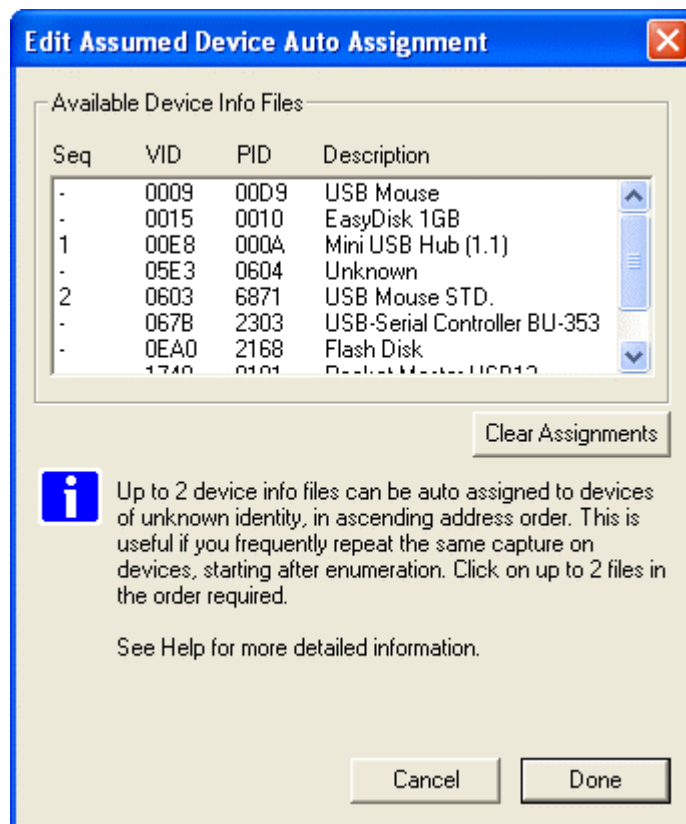 Edit Assumed Device Auto Assignment
Available Device Info Files
Seq VID PID Description
- 0009 00D9 USB Mouse
- 0015 0010 EasyDisk 1GB
1 00E8 000A Mini USB Hub (1.1)
- 05E3 0604 Unknown
2 0603 6871 USB Mouse STD.
- 067B 2303 USB-Serial Controller BU-353
- 0EA0 2168 Flash Disk
Clear Assignments
i
Up to 2 device info files can be auto assigned to devices
of unknown identity, in ascending address order. This is
useful if you frequently repeat the same capture on
devices, starting after enumeration. Click on up to 2 files in
the order required.
See Help for more detailed information.
Cancel Done